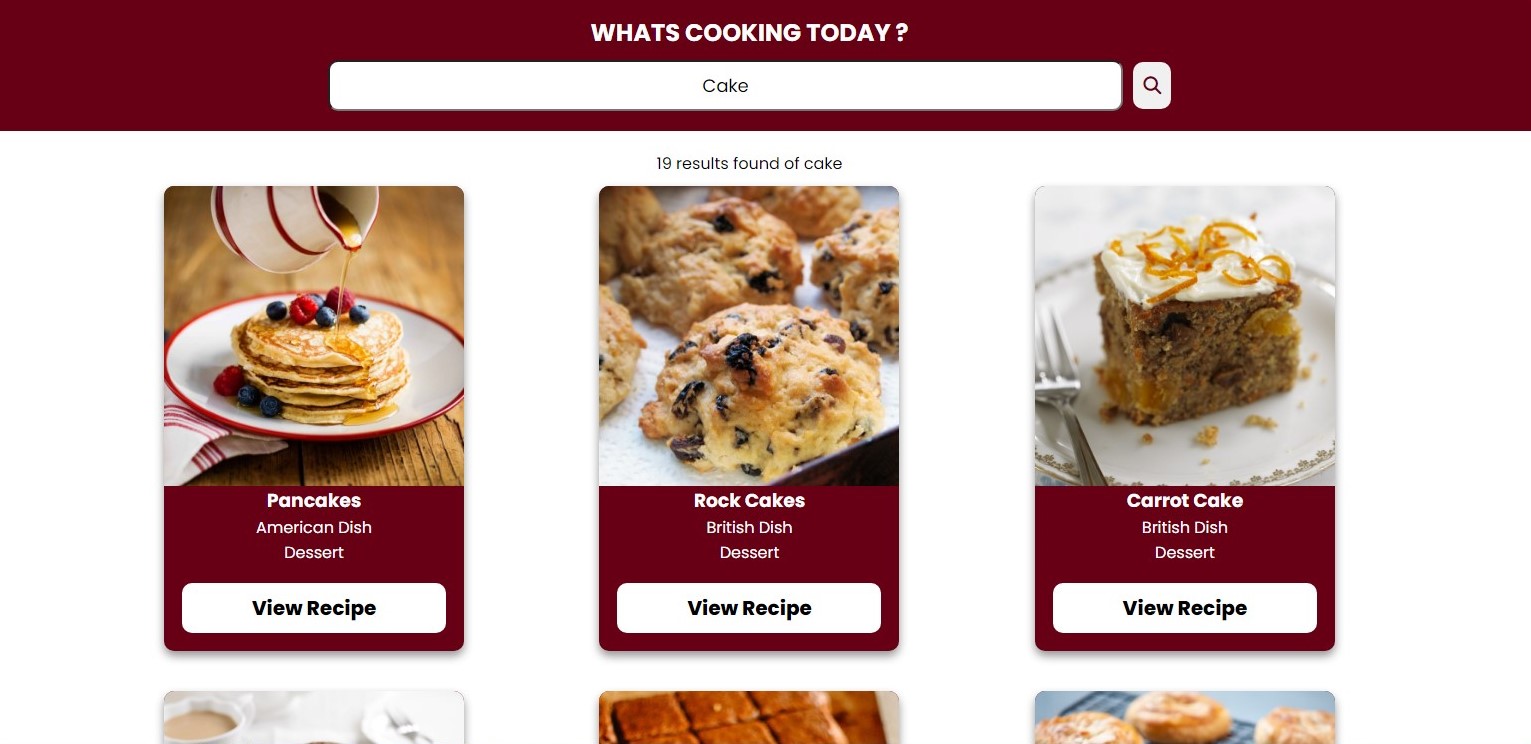 WHATS COOKING TODAY ?
Cake
19 results found of cake
Pancakes
American Dish
Dessert
View Recipe
Rock Cakes
British Dish
Dessert
View Recipe
Carrot Cake
British Dish
Dessert
View Recipe